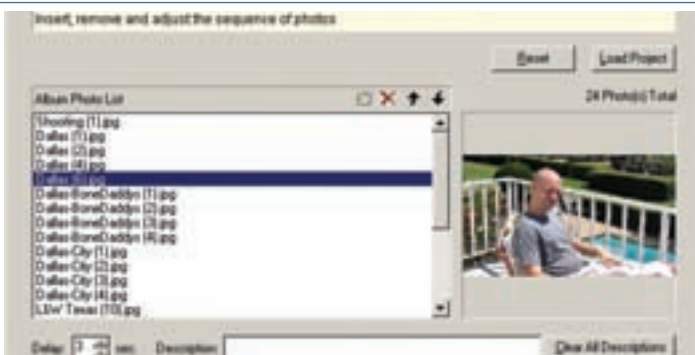 Insert, remove and adjust the sequence of photos
Reset
Load Project
Album Photo List
24 Photo(s) Total
Shooting (1).jpg
Dallas (1).jpg
Dallas (2).jpg
Dallas (4).jpg
Dallas (6).jpg
Dallas-BoneDaddys (1).jpg
Dallas-BoneDaddys (2).jpg
Dallas-BoneDaddys (3).jpg
Dallas-BoneDaddys (4).jpg
Dallas-City (1).jpg
Dallas-City (2).jpg
Dallas-City (3).jpg
Dallas-City (4).jpg
Texas (10).jpg
Delay: 3 sec. Description:
Clear All Descriptions